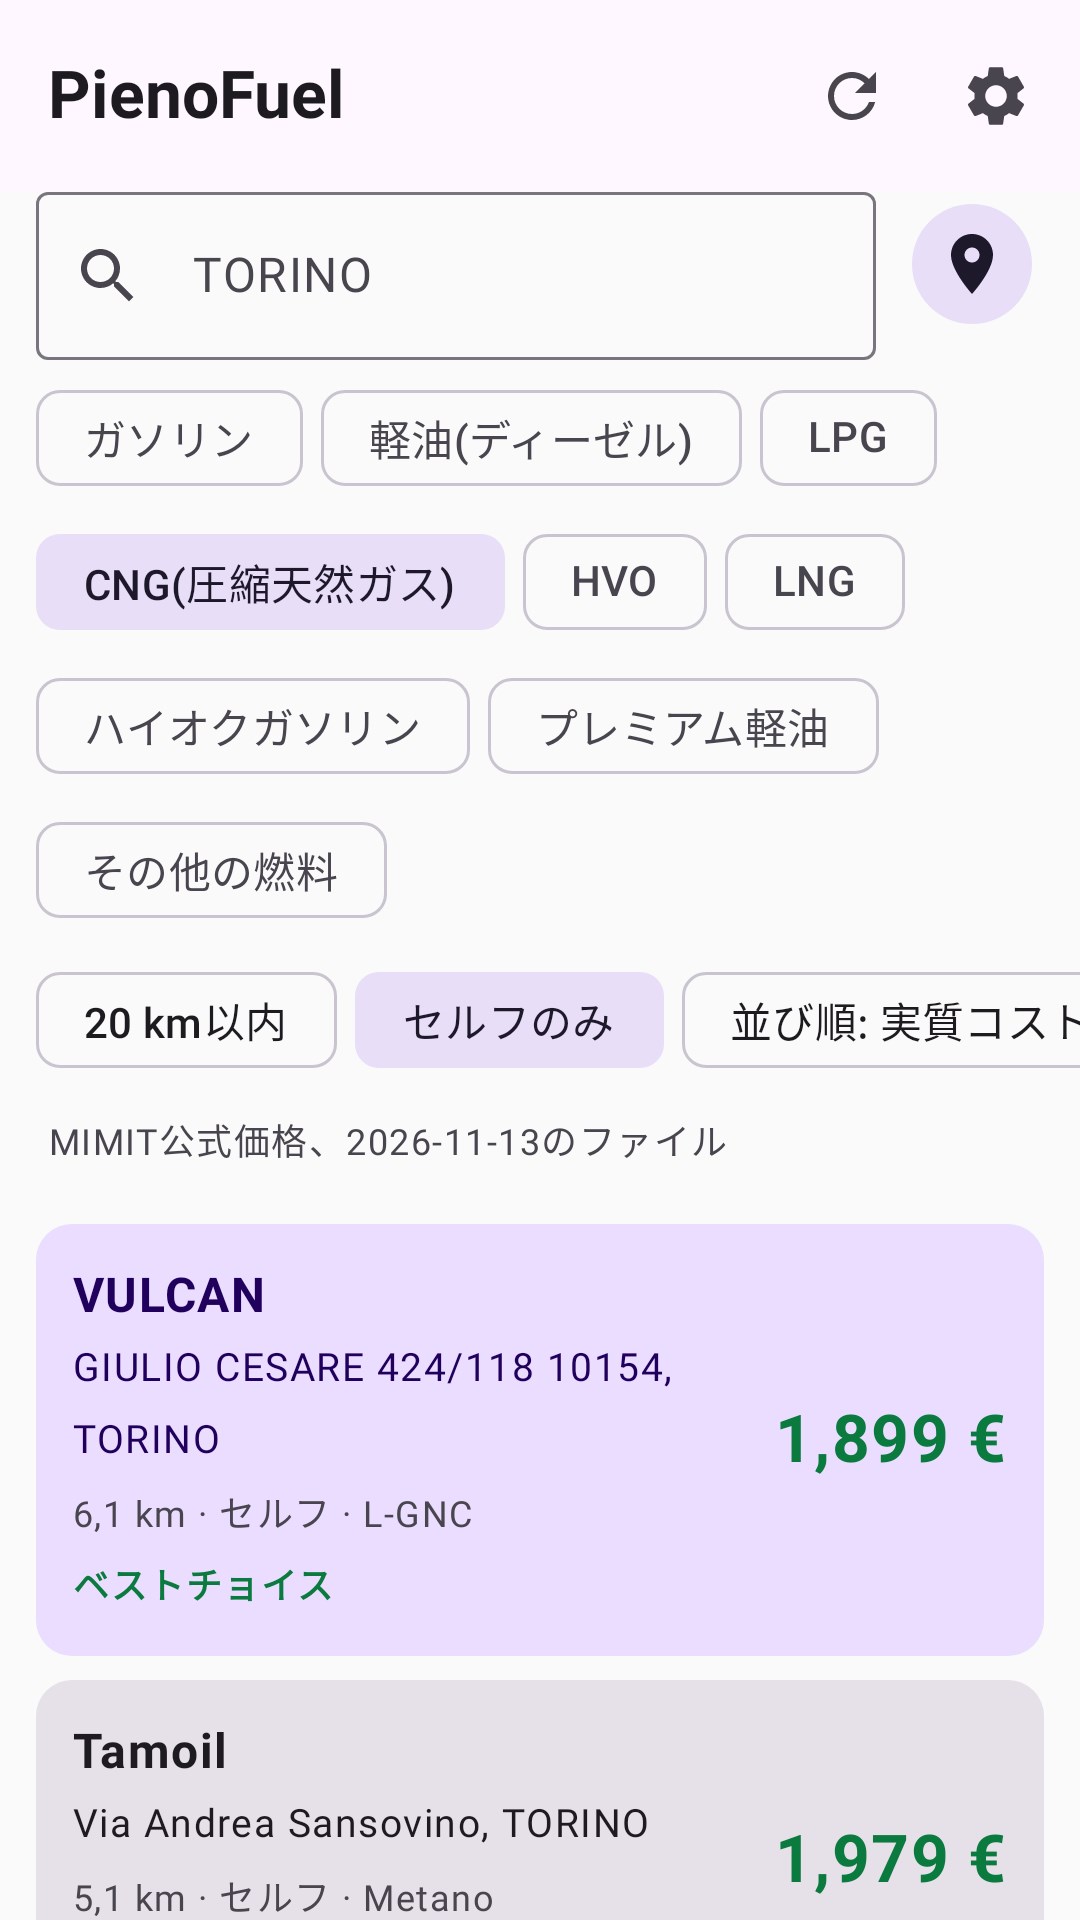 PienoFuel
TORINO
ガソリン
軽油(ディーゼル)
LPG
CNG(圧縮天然ガス)
HVO
LNG
ハイオクガソリン
プレミアム軽油
その他の燃料
20 km以内
セルフのみ
並び順: 実質コスト
MIMIT公式価格、2026-11-13のファイル
VULCAN
GIULIO CESARE 424/118 10154,
TORINO
1,899 €
6,1 km · セルフ · L-GNC
ベストチョイス
Tamoil
Via Andrea Sansovino, TORINO
1,979 €
5,1 km · セルフ · Metano